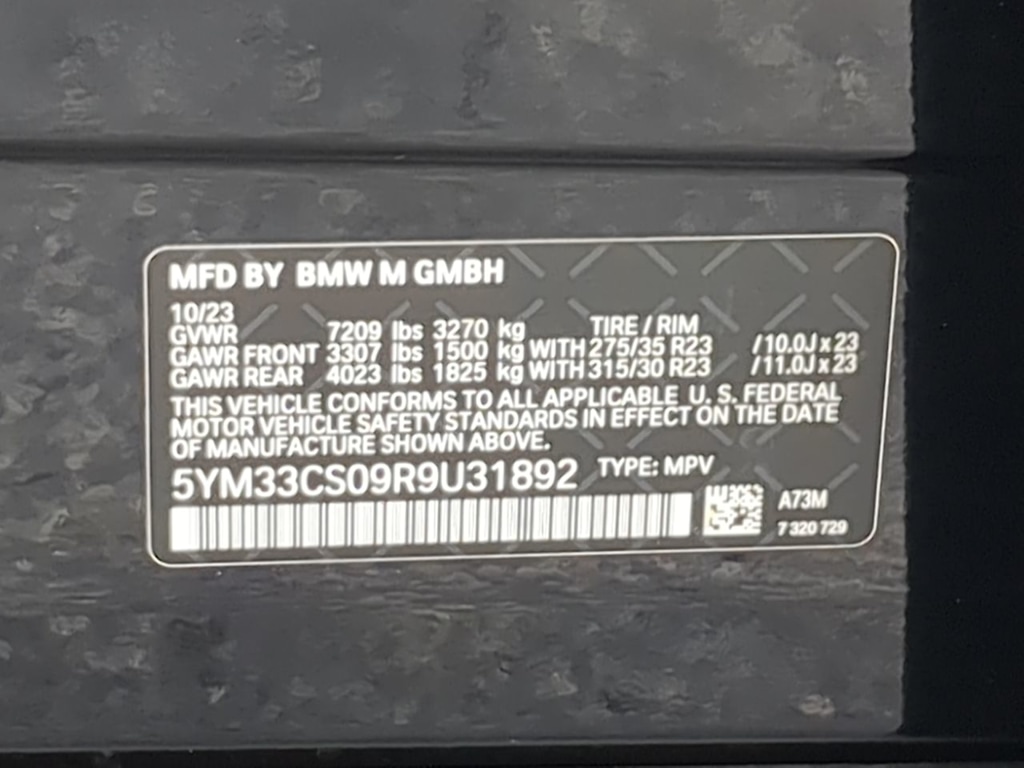 MFD BY BMW M GMBH
10/23
GVWR 7209 lbs 3270 kg TIRE / RIM
GAWR FRONT 3307 lbs 1500 kg WITH 275/35 R23 /10.0J x 23
GAWR REAR 4023 lbs 1825 kg WITH 315/30 R23 /11.0J x 23
THIS VEHICLE CONFORMS TO ALL APPLICABLE U. S. FEDERAL
MOTOR VEHICLE SAFETY STANDARDS IN EFFECT ON THE DATE
OF MANUFACTURE SHOWN ABOVE.
5YM33CS09R9U31892 TYPE: MPV
A73M
7 320 729